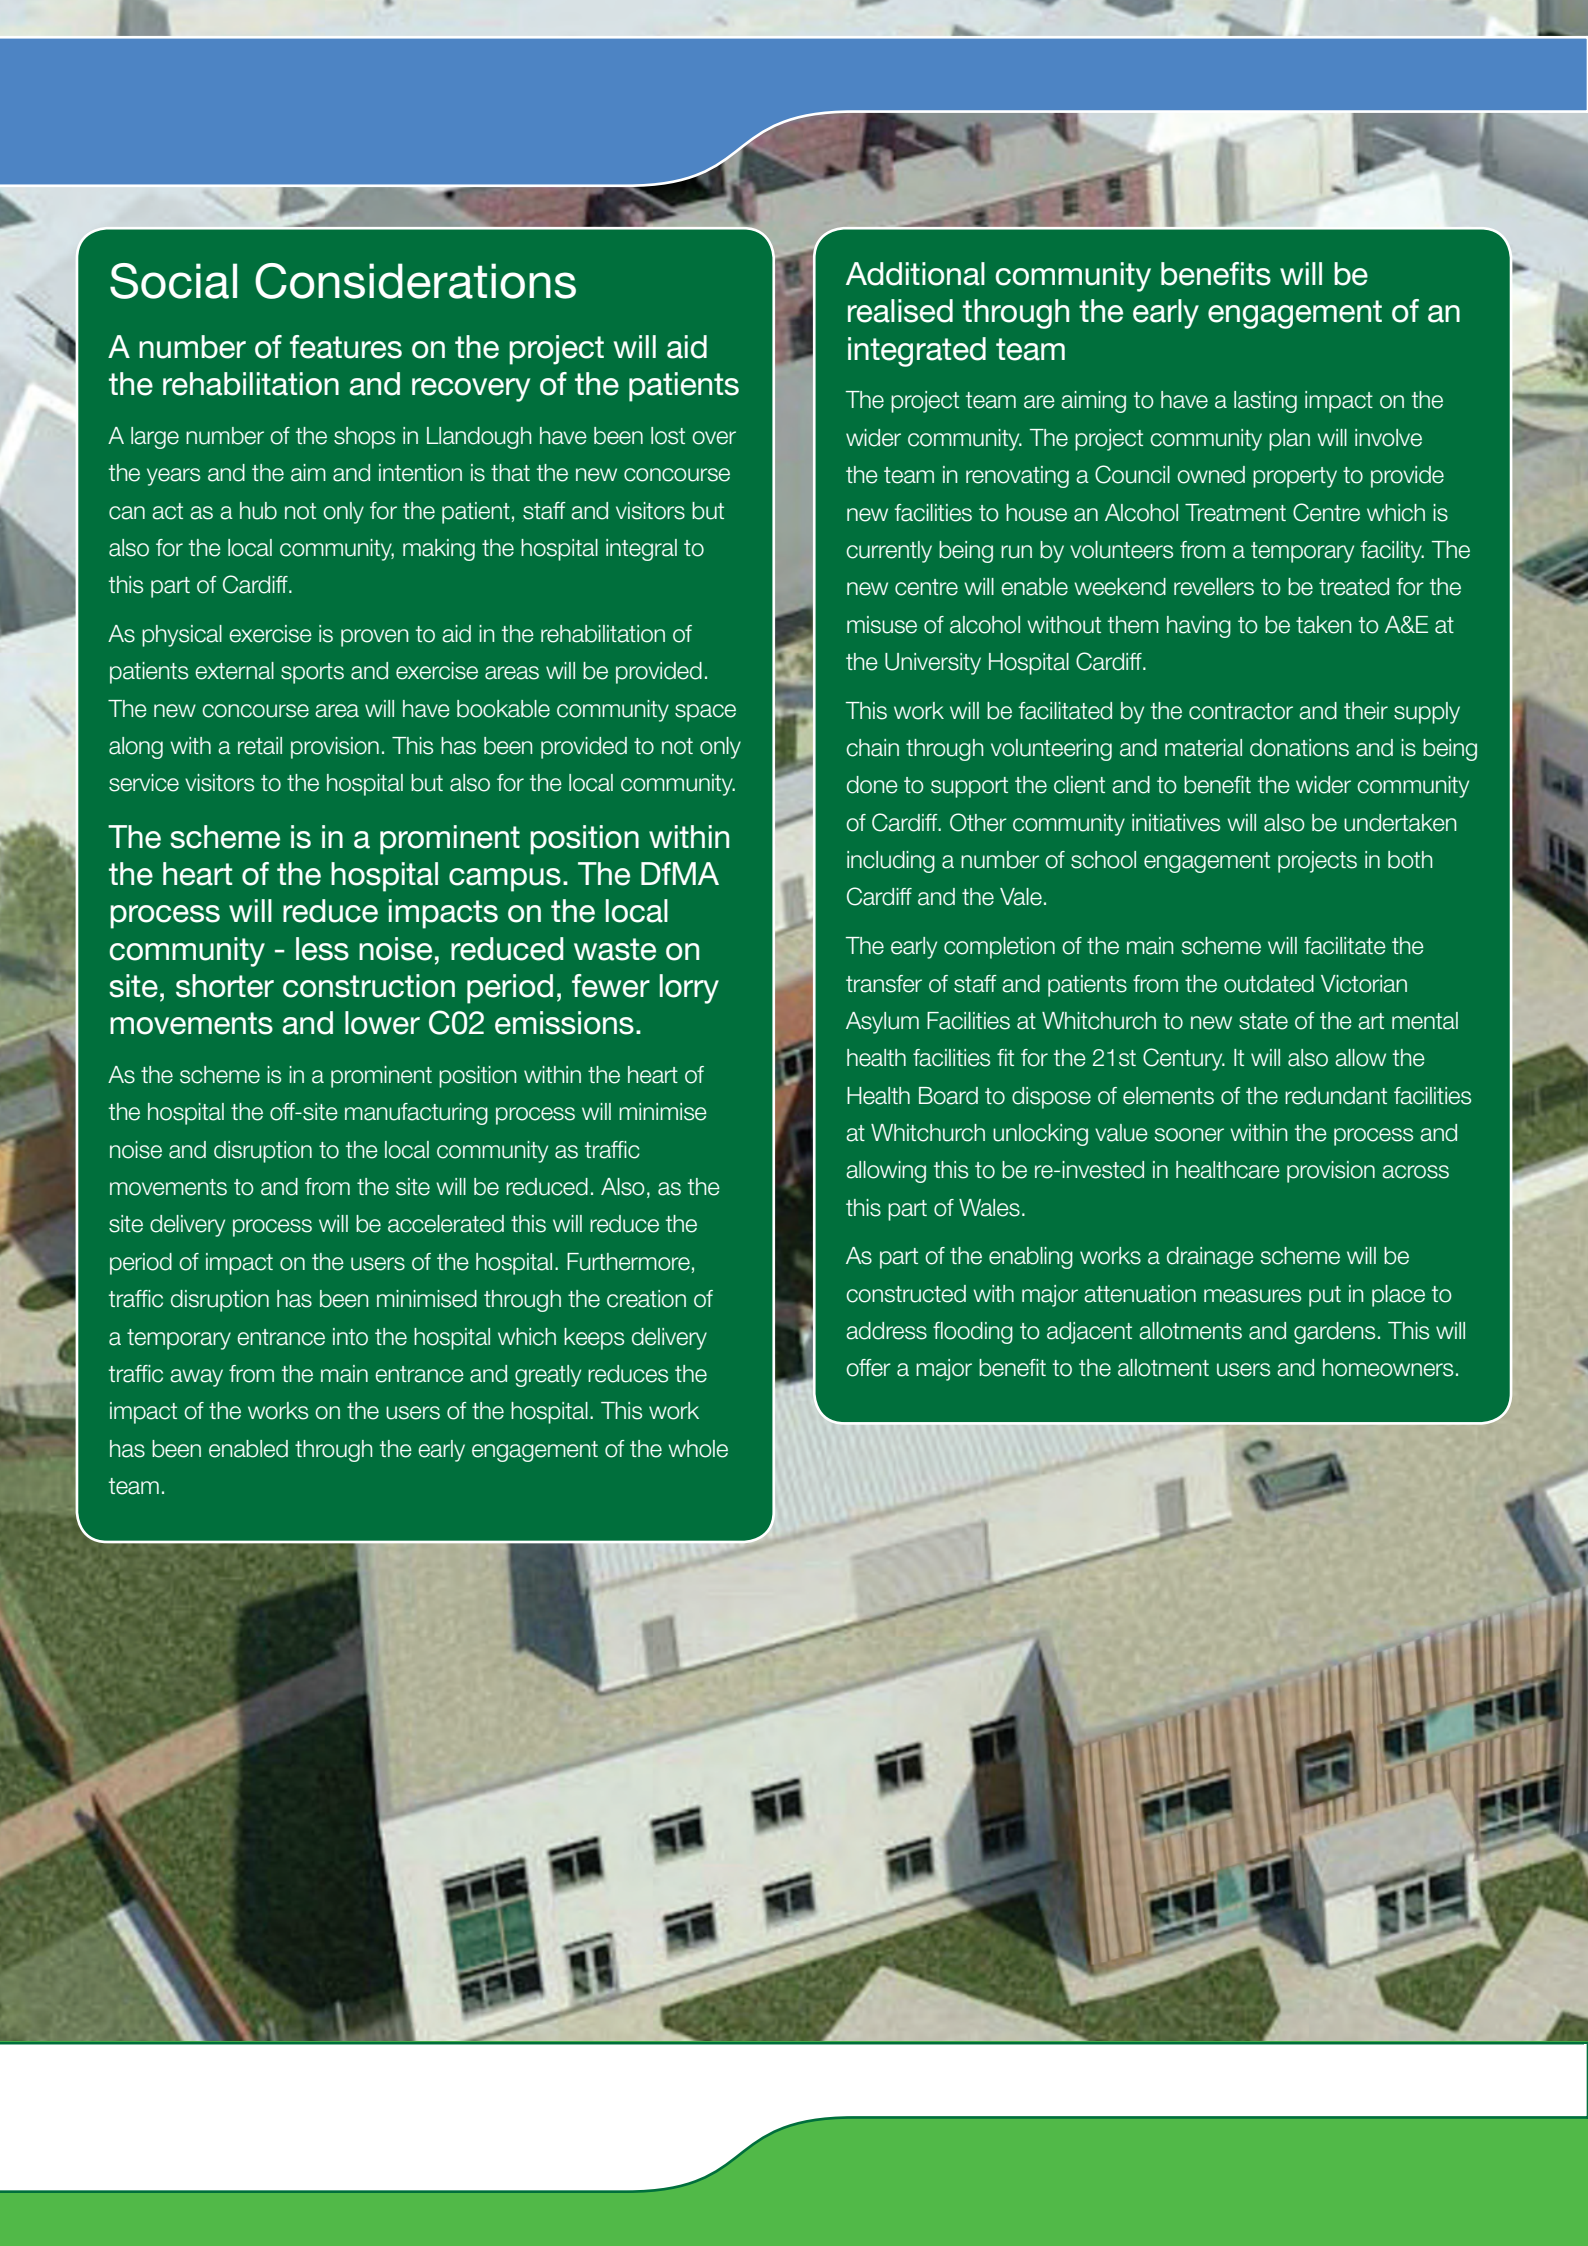 Social Considerations
A number of features on the project will aid
the rehabilitation and recovery of the patients
A large number of the shops in Llandough have been lost over
the years and the aim and intention is that the new concourse
can act as a hub not only for the patient, staff and visitors but
also for the local community, making the hospital integral to
this part of Cardiff.
As physical exercise is proven to aid in the rehabilitation of
patients external sports and exercise areas will be provided.
The new concourse area will have bookable community space
along with a retail provision. This has been provided to not only
service visitors to the hospital but also for the local community.
The scheme is in a prominent position within
the heart of the hospital campus. The DfMA
process will reduce impacts on the local
community - less noise, reduced waste on
site, shorter construction period, fewer lorry
movements and lower C02 emissions.
As the scheme is in a prominent position within the heart of
the hospital the off-site manufacturing process will minimise
noise and disruption to the local community as traffic
movements to and from the site will be reduced. Also, as the
site delivery process will be accelerated this will reduce the
period of impact on the users of the hospital. Furthermore,
traffic disruption has been minimised through the creation of
a temporary entrance into the hospital which keeps delivery
traffic away from the main entrance and greatly reduces the
impact of the works on the users of the hospital. This work
has been enabled through the early engagement of the whole
team.
Additional community benefits will be
realised through the early engagement of an
integrated team
The project team are aiming to have a lasting impact on the
wider community. The project community plan will involve
the team in renovating a Council owned property to provide
new facilities to house an Alcohol Treatment Centre which is
currently being run by volunteers from a temporary facility. The
new centre will enable weekend revellers to be treated for the
misuse of alcohol without them having to be taken to A&E at
the University Hospital Cardiff.
This work will be facilitated by the contractor and their supply
chain through volunteering and material donations and is being
done to support the client and to benefit the wider community
of Cardiff. Other community initiatives will also be undertaken
including a number of school engagement projects in both
Cardiff and the Vale.
The early completion of the main scheme will facilitate the
transfer of staff and patients from the outdated Victorian
Asylum Facilities at Whitchurch to new state of the art mental
health facilities fit for the 21st Century. It will also allow the
Health Board to dispose of elements of the redundant facilities
at Whitchurch unlocking value sooner within the process and
allowing this to be re-invested in healthcare provision across
this part of Wales.
As part of the enabling works a drainage scheme will be
constructed with major attenuation measures put in place to
address flooding to adjacent allotments and gardens. This will
offer a major benefit to the allotment users and homeowners.